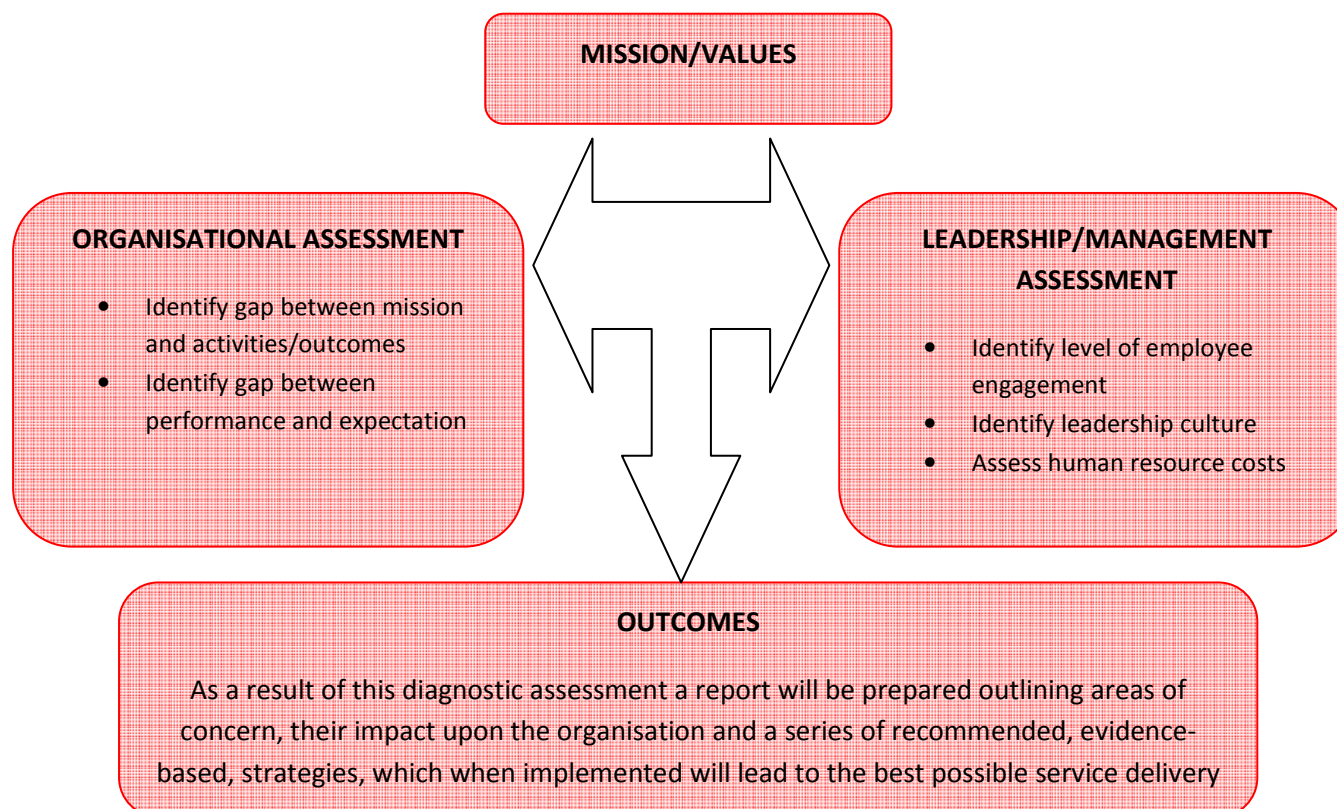 MISSION/VALUES
ORGANISATIONAL ASSESSMENT
• Identify gap between mission
and activities/outcomes
• Identify gap between
performance and expectation
LEADERSHIP/MANAGEMENT
ASSESSMENT
• Identify level of employee
engagement
• Identify leadership culture
• Assess human resource costs
OUTCOMES
As a result of this diagnostic assessment a report will be prepared outlining areas of
concern, their impact upon the organisation and a series of recommended, evidence-
based, strategies, which when implemented will lead to the best possible service delivery